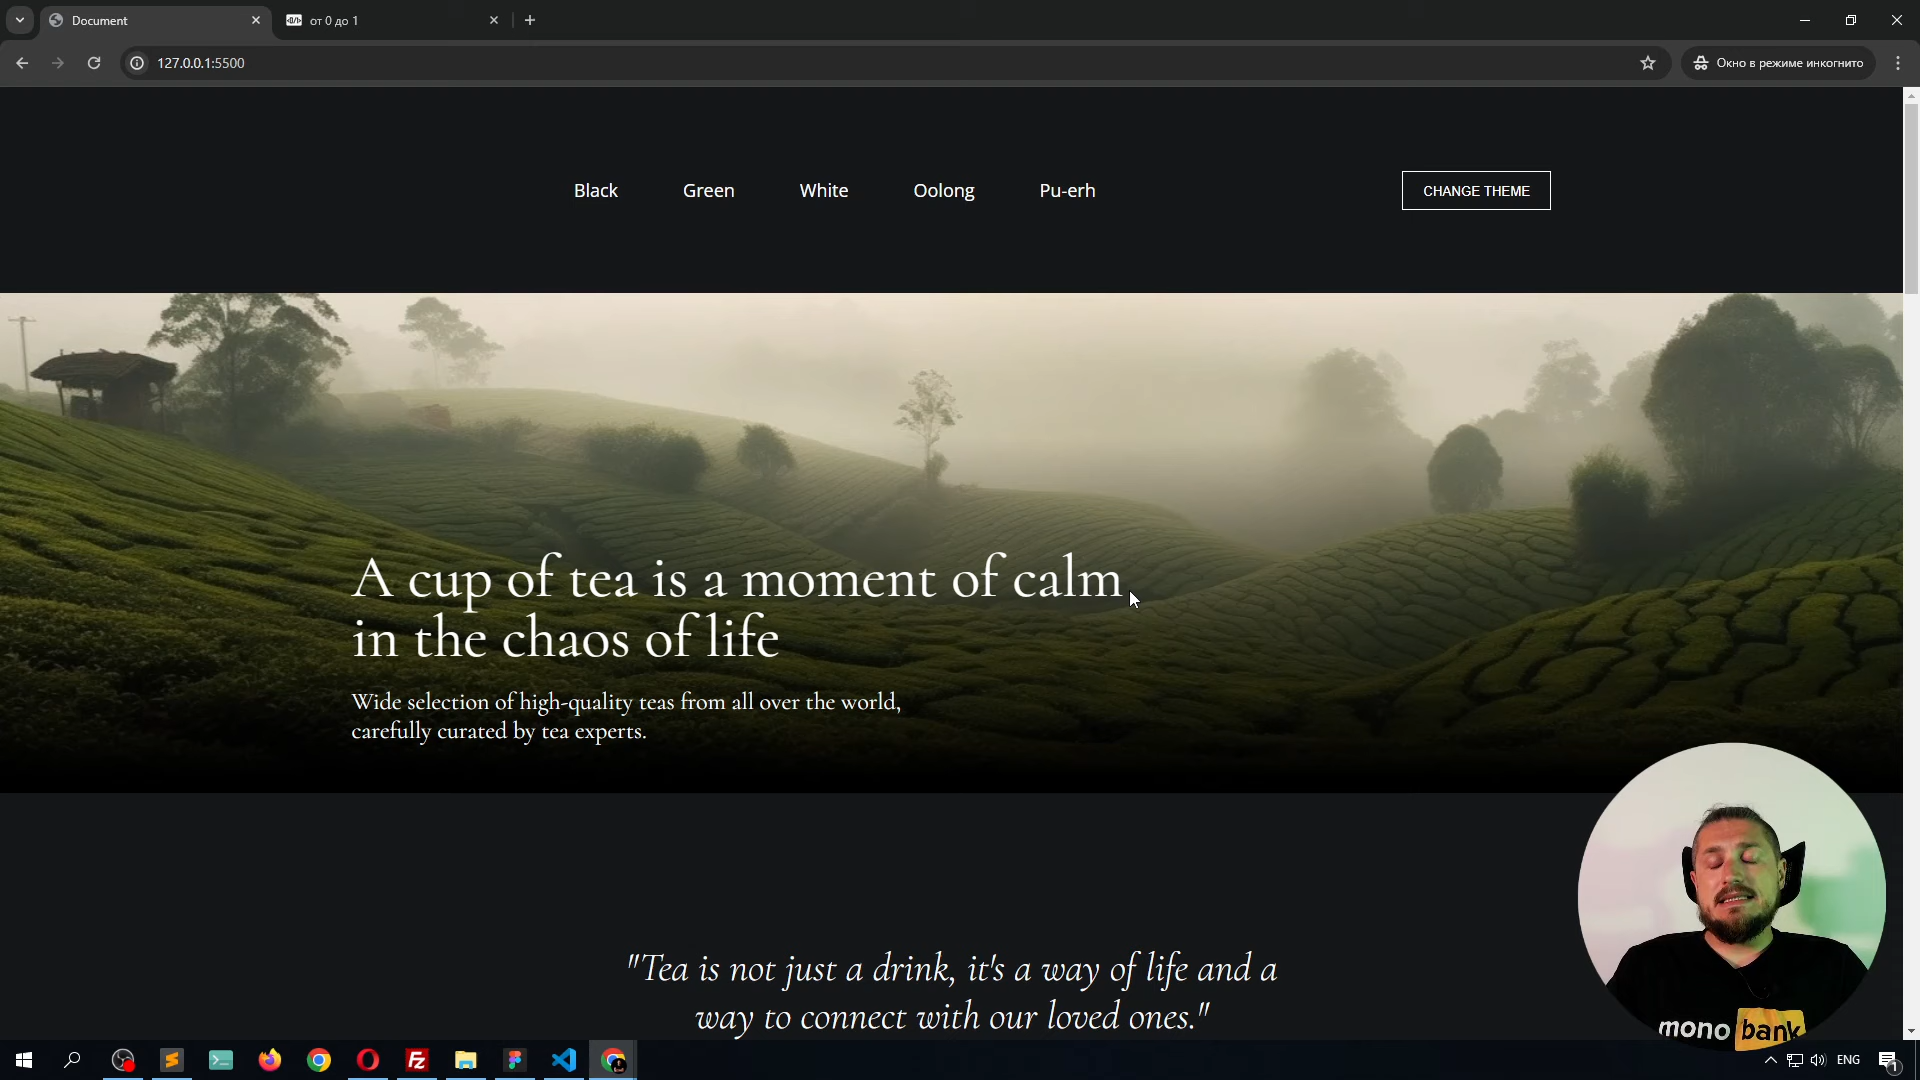 Document
от 0 до 1
127.0.0.1:5500
Окно в режиме инкогнито
Black
Green
White
Oolong
Pu-erh
CHANGE THEME
A cup of tea is a moment of calm
in the chaos of life
Wide selection of high-quality teas from all over the world,
carefully curated by tea experts.
"Tea is not just a drink, it's a way of life and a
way to connect with our loved ones."
mono bank
ENG
1